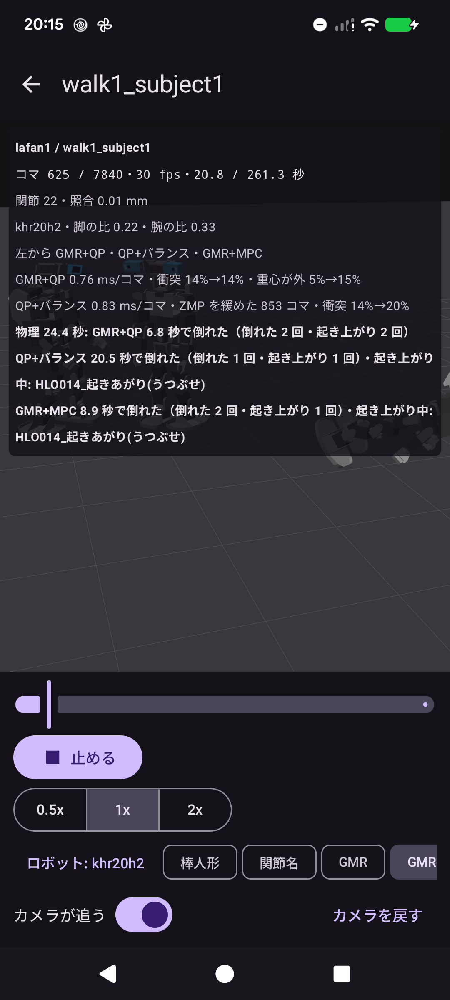 20:15
walk1_subject1
lafan1 / walk1_subject1
コマ 625 / 7840・30 fps・20.8 / 261.3 秒
関節 22・照合 0.01 mm
khr20h2・脚の比 0.22・腕の比 0.33
左から GMR+QP・QP+バランス・GMR+MPC
GMR+QP 0.76 ms/コマ・衝突 14%→14%・重心が外 5%→15%
QP+バランス 0.83 ms/コマ・ZMP を緩めた 853 コマ・衝突 14%→20%
物理 24.4 秒: GMR+QP 6.8 秒で倒れた（倒れた 2 回・起き上がり 2 回）
QP+バランス 20.5 秒で倒れた（倒れた 1 回・起き上がり 1 回）・起き上がり
中: HLO014_起きあがり(うつぶせ)
GMR+MPC 8.9 秒で倒れた（倒れた 2 回・起き上がり 1 回）・起き上がり中:
HLO014_起きあがり(うつぶせ)
止める
0.5x 1x 2x
ロボット: khr20h2 棒人形 関節名 GMR GMR
カメラが追う カメラを戻す